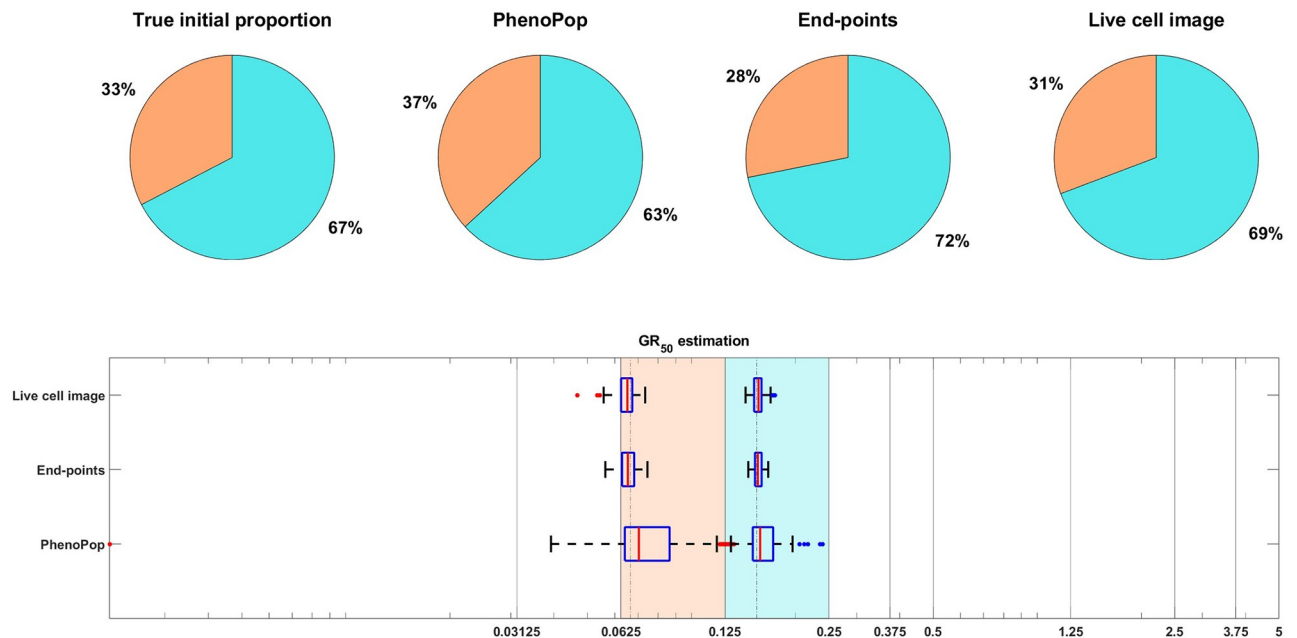 True initial proportion
PhenoPop
End-points
Live cell image
33%
67%
37%
63%
28%
72%
31%
69%
GR50 estimation
Live cell image
End-points
PhenoPop
0.03125 0.0625 0.125 0.25 0.375 0.5 1.25 2.5 3.75 5